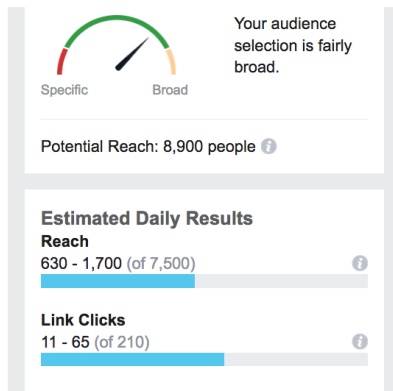 Your audience
selection is fairly
broad.
Specific Broad
Potential Reach: 8,900 people
Estimated Daily Results
Reach
630 - 1,700 (of 7,500)
Link Clicks
11 - 65 (of 210)